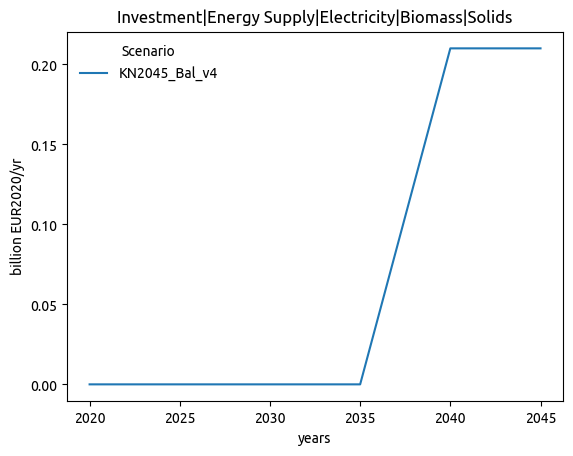 Investment|Energy Supply|Electricity|Biomass|Solids
Scenario
KN2045_Bal_v4
billion EUR2020/yr
0.20
0.15
0.10
0.05
0.00
2020 2025 2030 2035 2040 2045
years